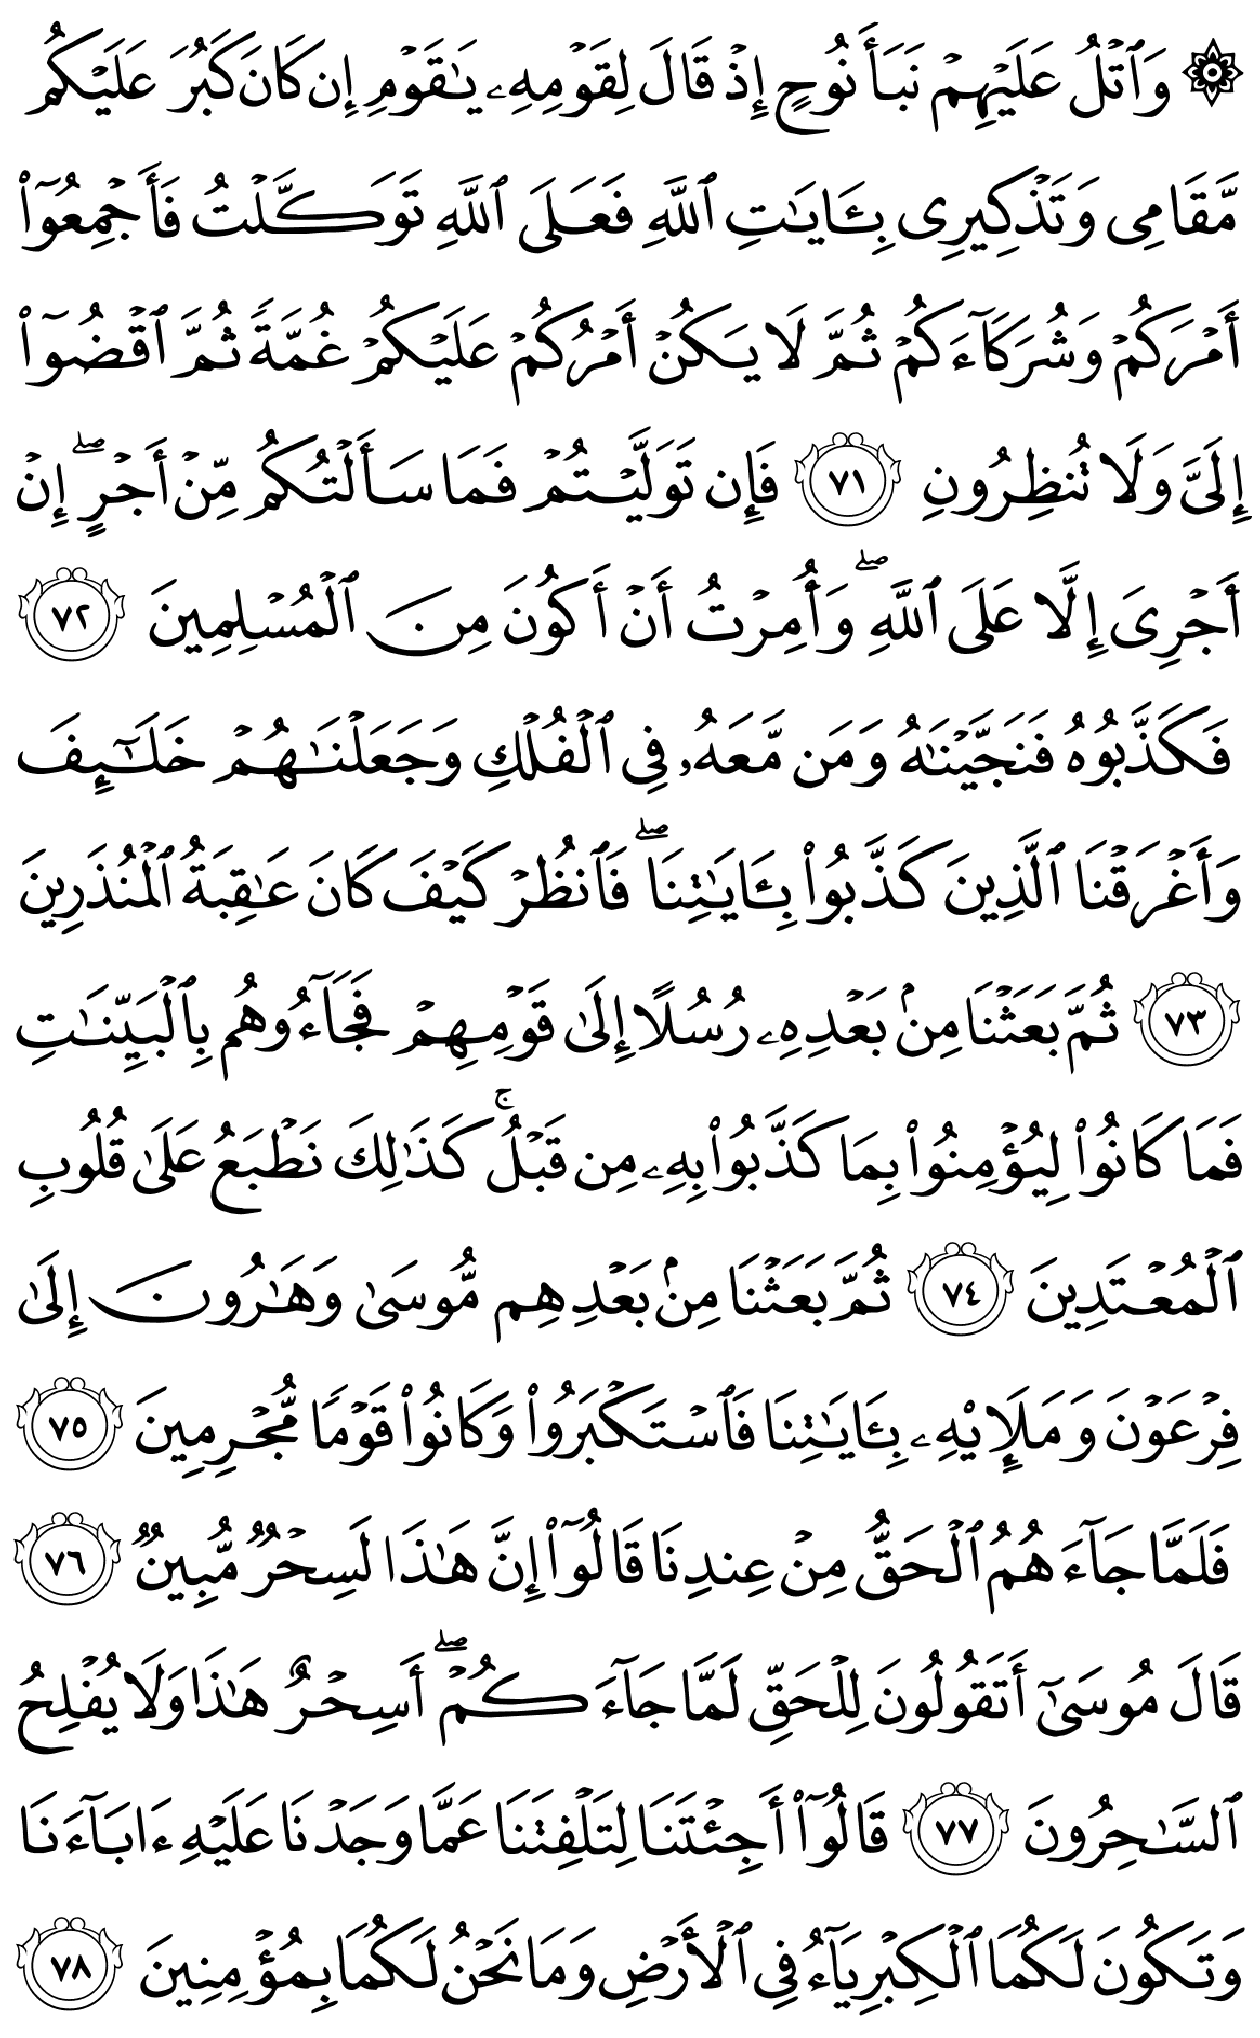 ۞ وَٱتۡلُ عَلَيۡهِمۡ نَبَأَ نُوحٍ إِذۡ قَالَ لِقَوۡمِهِۦ يَٰقَوۡمِ إِن كَانَ كَبُرَ عَلَيۡكُم
مَّقَامِي وَتَذۡكِيرِي بِـَٔايَٰتِ ٱللَّهِ فَعَلَى ٱللَّهِ تَوَكَّلۡتُ فَأَجۡمِعُوٓاْ
أَمۡرَكُمۡ وَشُرَكَآءَكُمۡ ثُمَّ لَا يَكُنۡ أَمۡرُكُمۡ عَلَيۡكُمۡ غُمَّةٗ ثُمَّ ٱقۡضُوٓاْ
إِلَيَّ وَلَا تُنظِرُونِ ٧١ فَإِن تَوَلَّيۡتُمۡ فَمَا سَأَلۡتُكُم مِّنۡ أَجۡرٍۖ إِنۡ
أَجۡرِيَ إِلَّا عَلَى ٱللَّهِۖ وَأُمِرۡتُ أَنۡ أَكُونَ مِنَ ٱلۡمُسۡلِمِينَ ٧٢
فَكَذَّبُوهُ فَنَجَّيۡنَٰهُ وَمَن مَّعَهُۥ فِي ٱلۡفُلۡكِ وَجَعَلۡنَٰهُمۡ خَلَٰٓئِفَ
وَأَغۡرَقۡنَا ٱلَّذِينَ كَذَّبُواْ بِـَٔايَٰتِنَاۖ فَٱنظُرۡ كَيۡفَ كَانَ عَٰقِبَةُ ٱلۡمُنذَرِينَ
٧٣ ثُمَّ بَعَثۡنَا مِنۢ بَعۡدِهِۦ رُسُلًا إِلَىٰ قَوۡمِهِمۡ فَجَآءُوهُم بِٱلۡبَيِّنَٰتِ
فَمَا كَانُواْ لِيُؤۡمِنُواْ بِمَا كَذَّبُواْ بِهِۦ مِن قَبۡلُۚ كَذَٰلِكَ نَطۡبَعُ عَلَىٰ قُلُوبِ
ٱلۡمُعۡتَدِينَ ٧٤ ثُمَّ بَعَثۡنَا مِنۢ بَعۡدِهِم مُّوسَىٰ وَهَٰرُونَ إِلَىٰ
فِرۡعَوۡنَ وَمَلَإِيْهِۦ بِـَٔايَٰتِنَا فَٱسۡتَكۡبَرُواْ وَكَانُواْ قَوۡمٗا مُّجۡرِمِينَ ٧٥
فَلَمَّا جَآءَهُمُ ٱلۡحَقُّ مِنۡ عِندِنَا قَالُوٓاْ إِنَّ هَٰذَا لَسِحۡرٞ مُّبِينٞ ٧٦
قَالَ مُوسَىٰٓ أَتَقُولُونَ لِلۡحَقِّ لَمَّا جَآءَكُمۡۖ أَسِحۡرٌ هَٰذَا وَلَا يُفۡلِحُ
ٱلسَّٰحِرُونَ ٧٧ قَالُوٓاْ أَجِئۡتَنَا لِتَلۡفِتَنَا عَمَّا وَجَدۡنَا عَلَيۡهِ ءَابَآءَنَا
وَتَكُونَ لَكُمَا ٱلۡكِبۡرِيَآءُ فِي ٱلۡأَرۡضِ وَمَا نَحۡنُ لَكُمَا بِمُؤۡمِنِينَ ٧٨